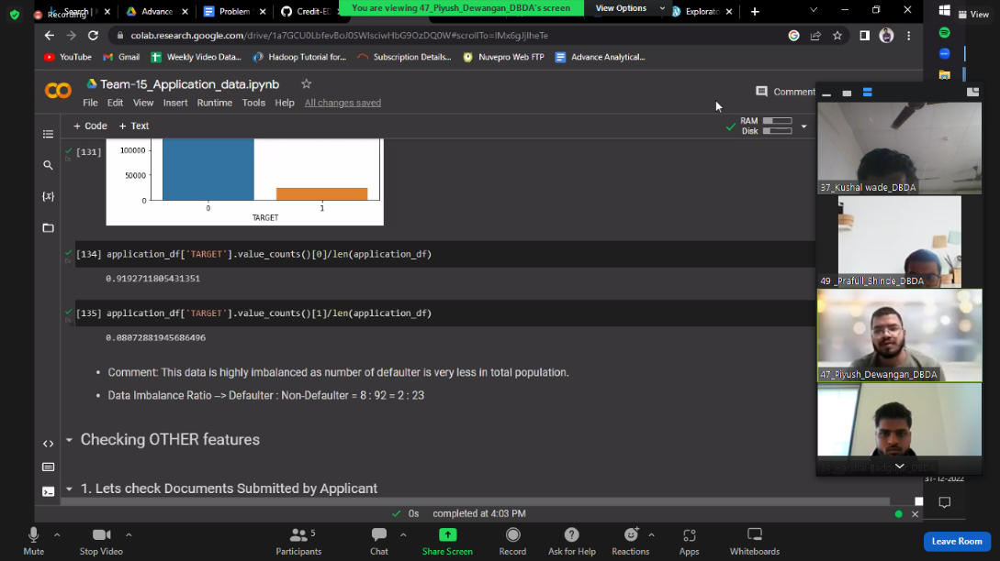 Recording
Search |
Advance
Problem
Credit-ED
You are viewing 47_Piyush_Dewangan_DBDA's screen
View Options
Explorato
View
colab.research.google.com/drive/1a7GCU0LbfevBoJ0SWIscivHbG9OzDQ0W#scrollTo=IMx6gJjIheTe
YouTube
Gmail
Weekly Video Data...
Hadoop Tutorial for...
Subscription Details...
Nuvepro Web FTP
Advance Analytical...
Team-15_Application_data.ipynb
Comment
File Edit View Insert Runtime Tools Help All changes saved
+ Code + Text
RAM
Disk
[131]
0s
100000
50000
0
0 1
TARGET
37_Kushal wade_DBDA
[134] application_df['TARGET'].value_counts()[0]/len(application_df)
0s
0.9192711805431351
49 _Prafull_Shinde_DBDA
[135] application_df['TARGET'].value_counts()[1]/len(application_df)
0s
0.08072881945686496
• Comment: This data is highly imbalanced as number of defaulter is very less in total population.
47_Piyush_Dewangan_DBDA
• Data Imbalance Ratio –> Defaulter : Non-Defaulter = 8 : 92 = 2 : 23
Checking OTHER features
1. Lets check Documents Submitted by Applicant
31-12-2022
0s completed at 4:03 PM
5
Mute
Stop Video
Participants
Chat
Share Screen
Record
Ask for Help
Reactions
Apps
Whiteboards
Leave Room